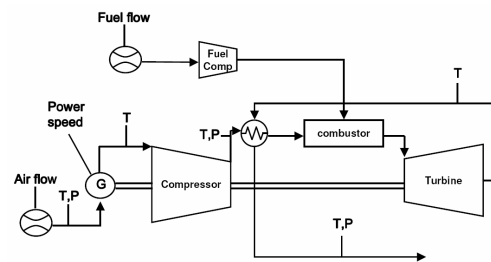 Fuel flow
Fuel
Comp
T
Power
speed
T
T,P
combustor
Air flow
T,P
G
Compressor
Turbine
T,P